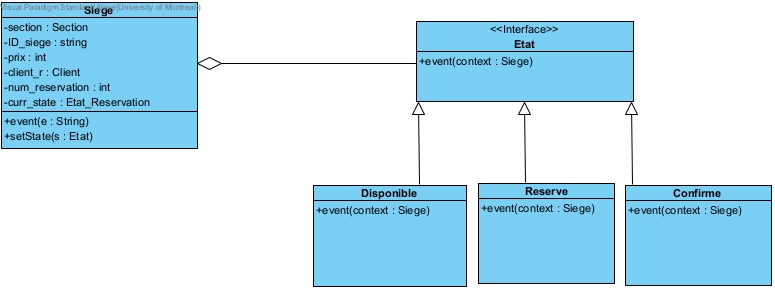 Visual Paradigm Standard (University of Montreal)
Siege
-section : Section
-ID_siege : string
-prix : int
-client_r : Client
-num_reservation : int
-curr_state : Etat_Reservation
+event(e : String)
+setState(s : Etat)
<<Interface>>
Etat
+event(context : Siege)
Disponible
+event(context : Siege)
Reserve
+event(context : Siege)
Confirme
+event(context : Siege)